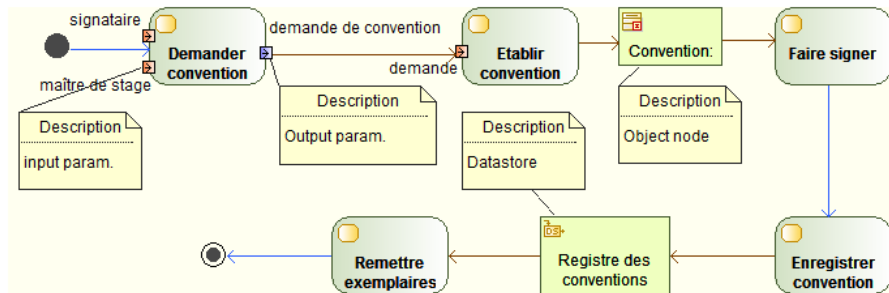 signataire
Demander
convention
maître de stage
demande de convention
demande
Etablir
convention
Convention:
Faire signer
Description
input param.
Description
Output param.
Description
Datastore
Description
Object node
Remettre
exemplaires
DS
Registre des
conventions
Enregistrer
convention